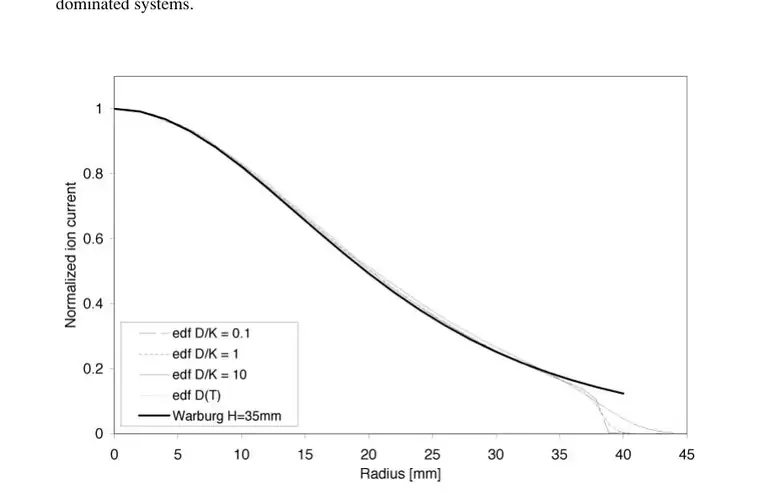 dominated systems.
1
0.8
0.6
0.4
0.2
0
Normalized ion current
edf D/K = 0.1
edf D/K = 1
edf D/K = 10
edf D(T)
Warburg H=35mm
0 5 10 15 20 25 30 35 40 45
Radius [mm]